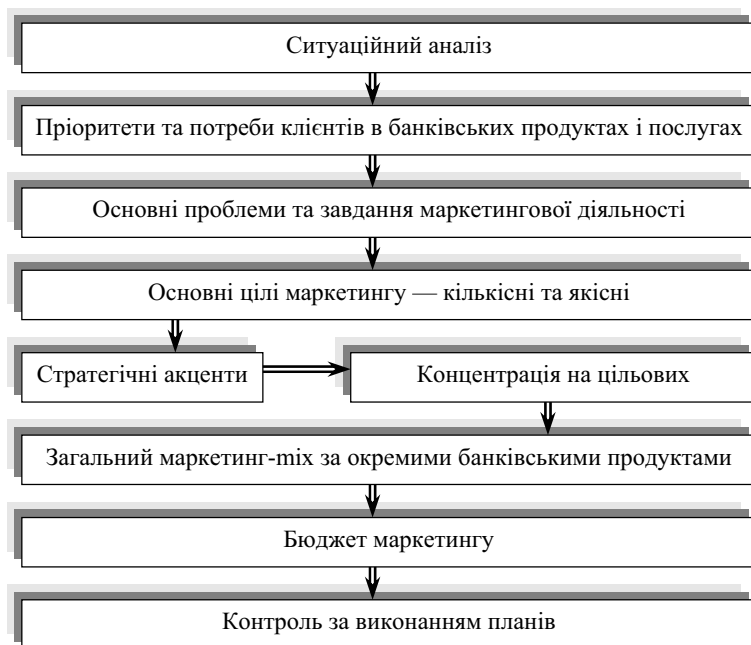 Ситуаційний аналіз
Пріоритети та потреби клієнтів в банківських продуктах і послугах
Основні проблеми та завдання маркетингової діяльності
Основні цілі маркетингу — кількісні та якісні
Стратегічні акценти
Концентрація на цільових
Загальний маркетинг-mix за окремими банківськими продуктами
Бюджет маркетингу
Контроль за виконанням планів